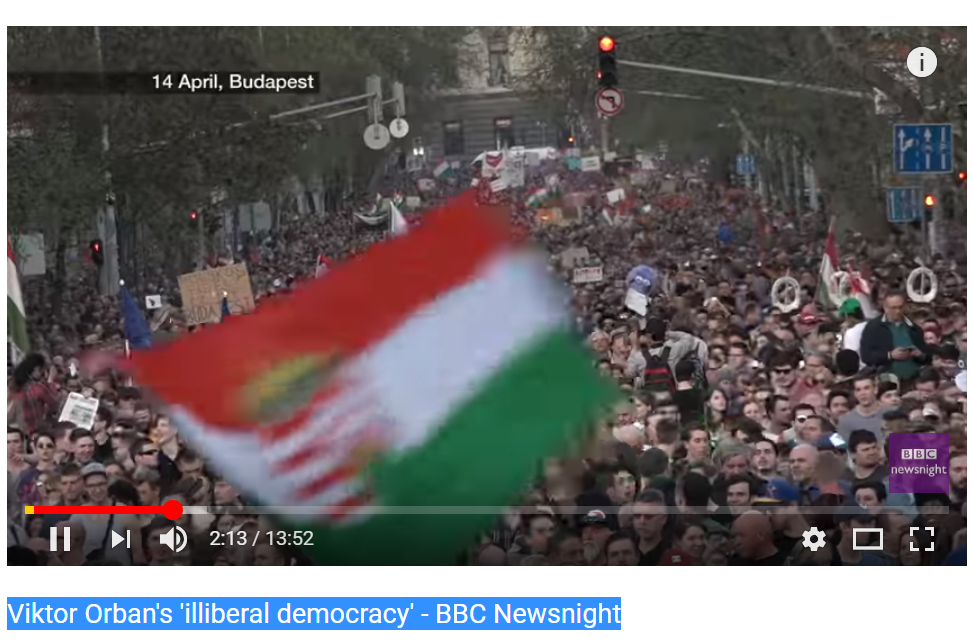 14 April, Budapest
i
BBC
newsnight
2:13 / 13:52
Viktor Orban's 'illiberal democracy' - BBC Newsnight